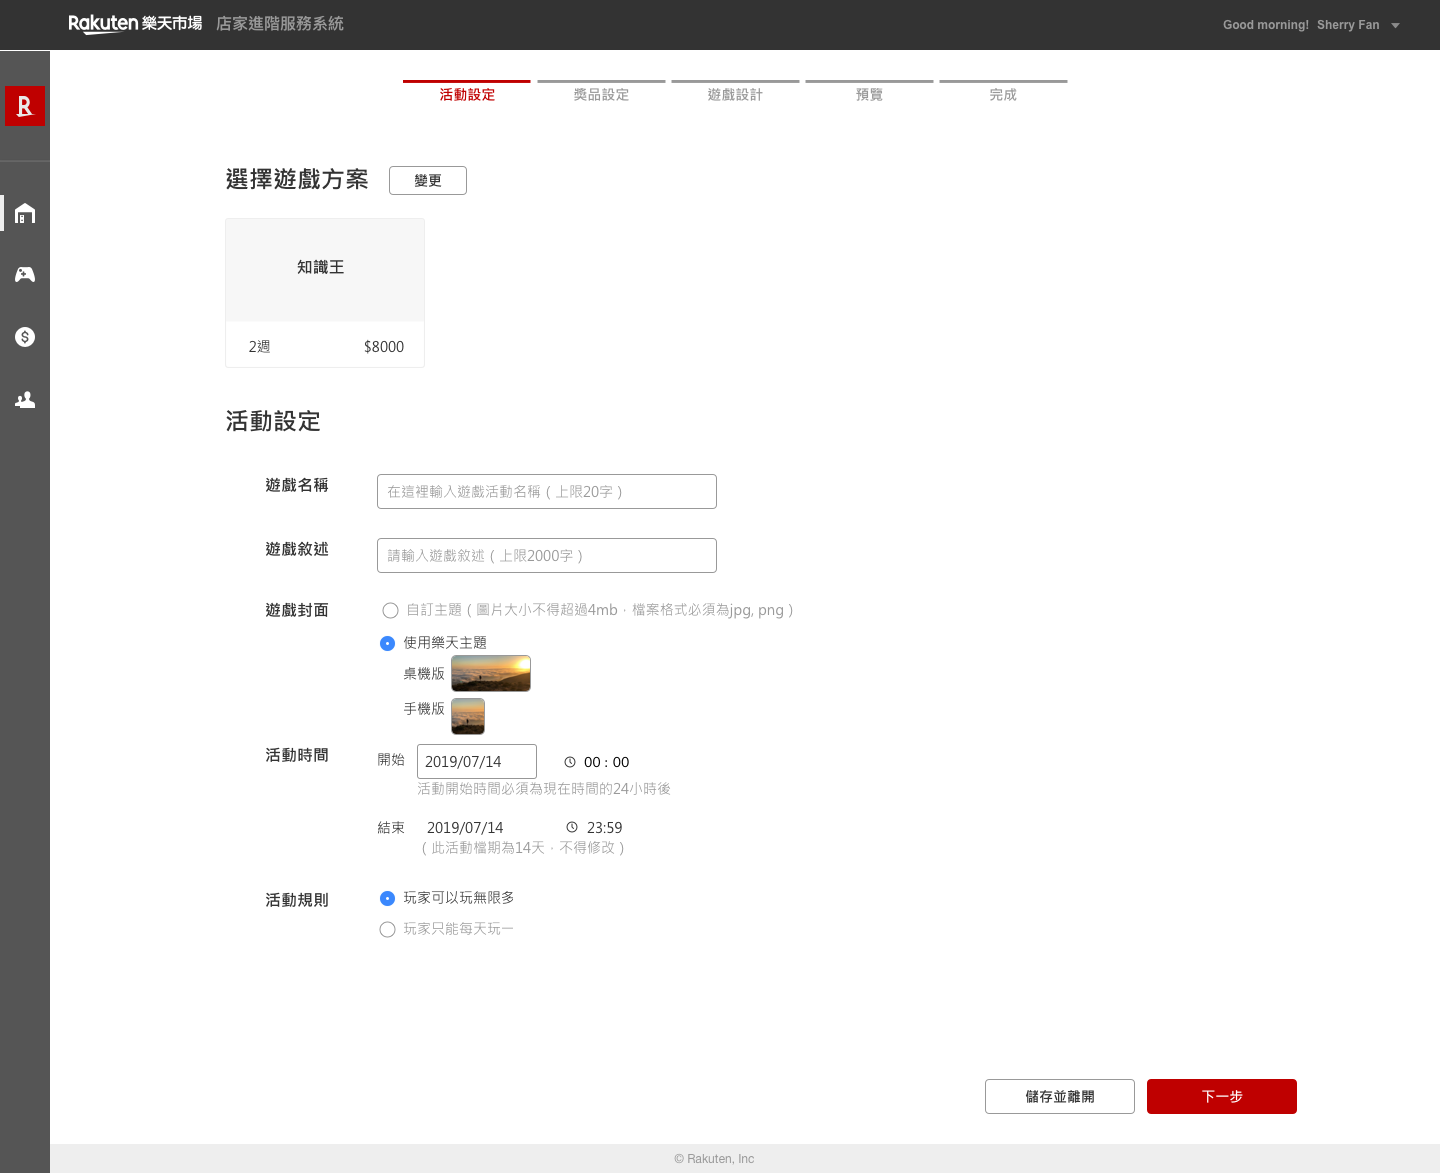 Rakuten 樂天市場 店家進階服務系統
Good morning! Sherry Fan
R
活動設定 獎品設定 遊戲設計 預覽 完成
選擇遊戲方案 變更
知識王
2週 $8000
活動設定
遊戲名稱 在這裡輸入遊戲活動名稱 ( 上限20字 )
遊戲敘述 請輸入遊戲敘述 ( 上限2000字 )
遊戲封面 自訂主題 ( 圖片大小不得超過4mb，檔案格式必須為jpg, png )
使用樂天主題
桌機版
手機版
活動時間 開始 2019/07/14 00 : 00
活動開始時間必須為現在時間的24小時後
結束 2019/07/14 23:59
( 此活動檔期為14天，不得修改 )
活動規則 玩家可以玩無限多
玩家只能每天玩一
儲存並離開 下一步
© Rakuten, Inc